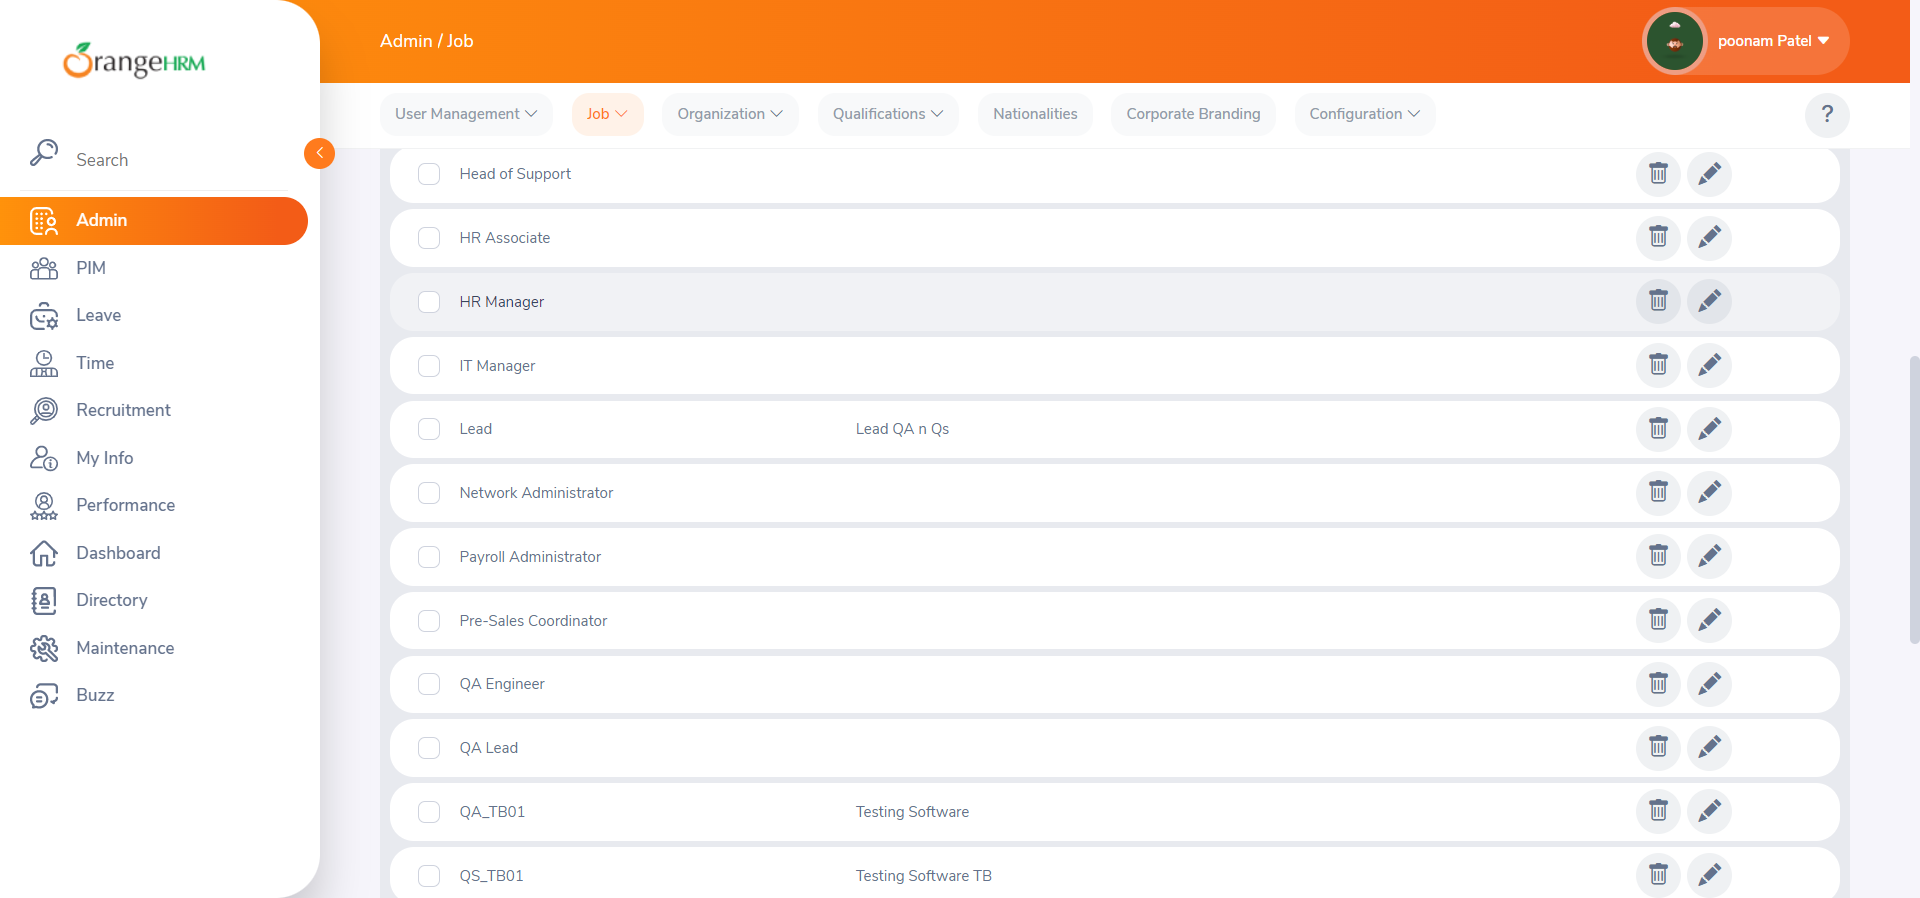 OrangeHRM
Admin / Job
poonam Patel
User Management
Job
Organization
Qualifications
Nationalities
Corporate Branding
Configuration
?
Search
Admin
PIM
Leave
Time
Recruitment
My Info
Performance
Dashboard
Directory
Maintenance
Buzz
Head of Support
HR Associate
HR Manager
IT Manager
Lead Lead QA n Qs
Network Administrator
Payroll Administrator
Pre-Sales Coordinator
QA Engineer
QA Lead
QA_TB01 Testing Software
QS_TB01 Testing Software TB